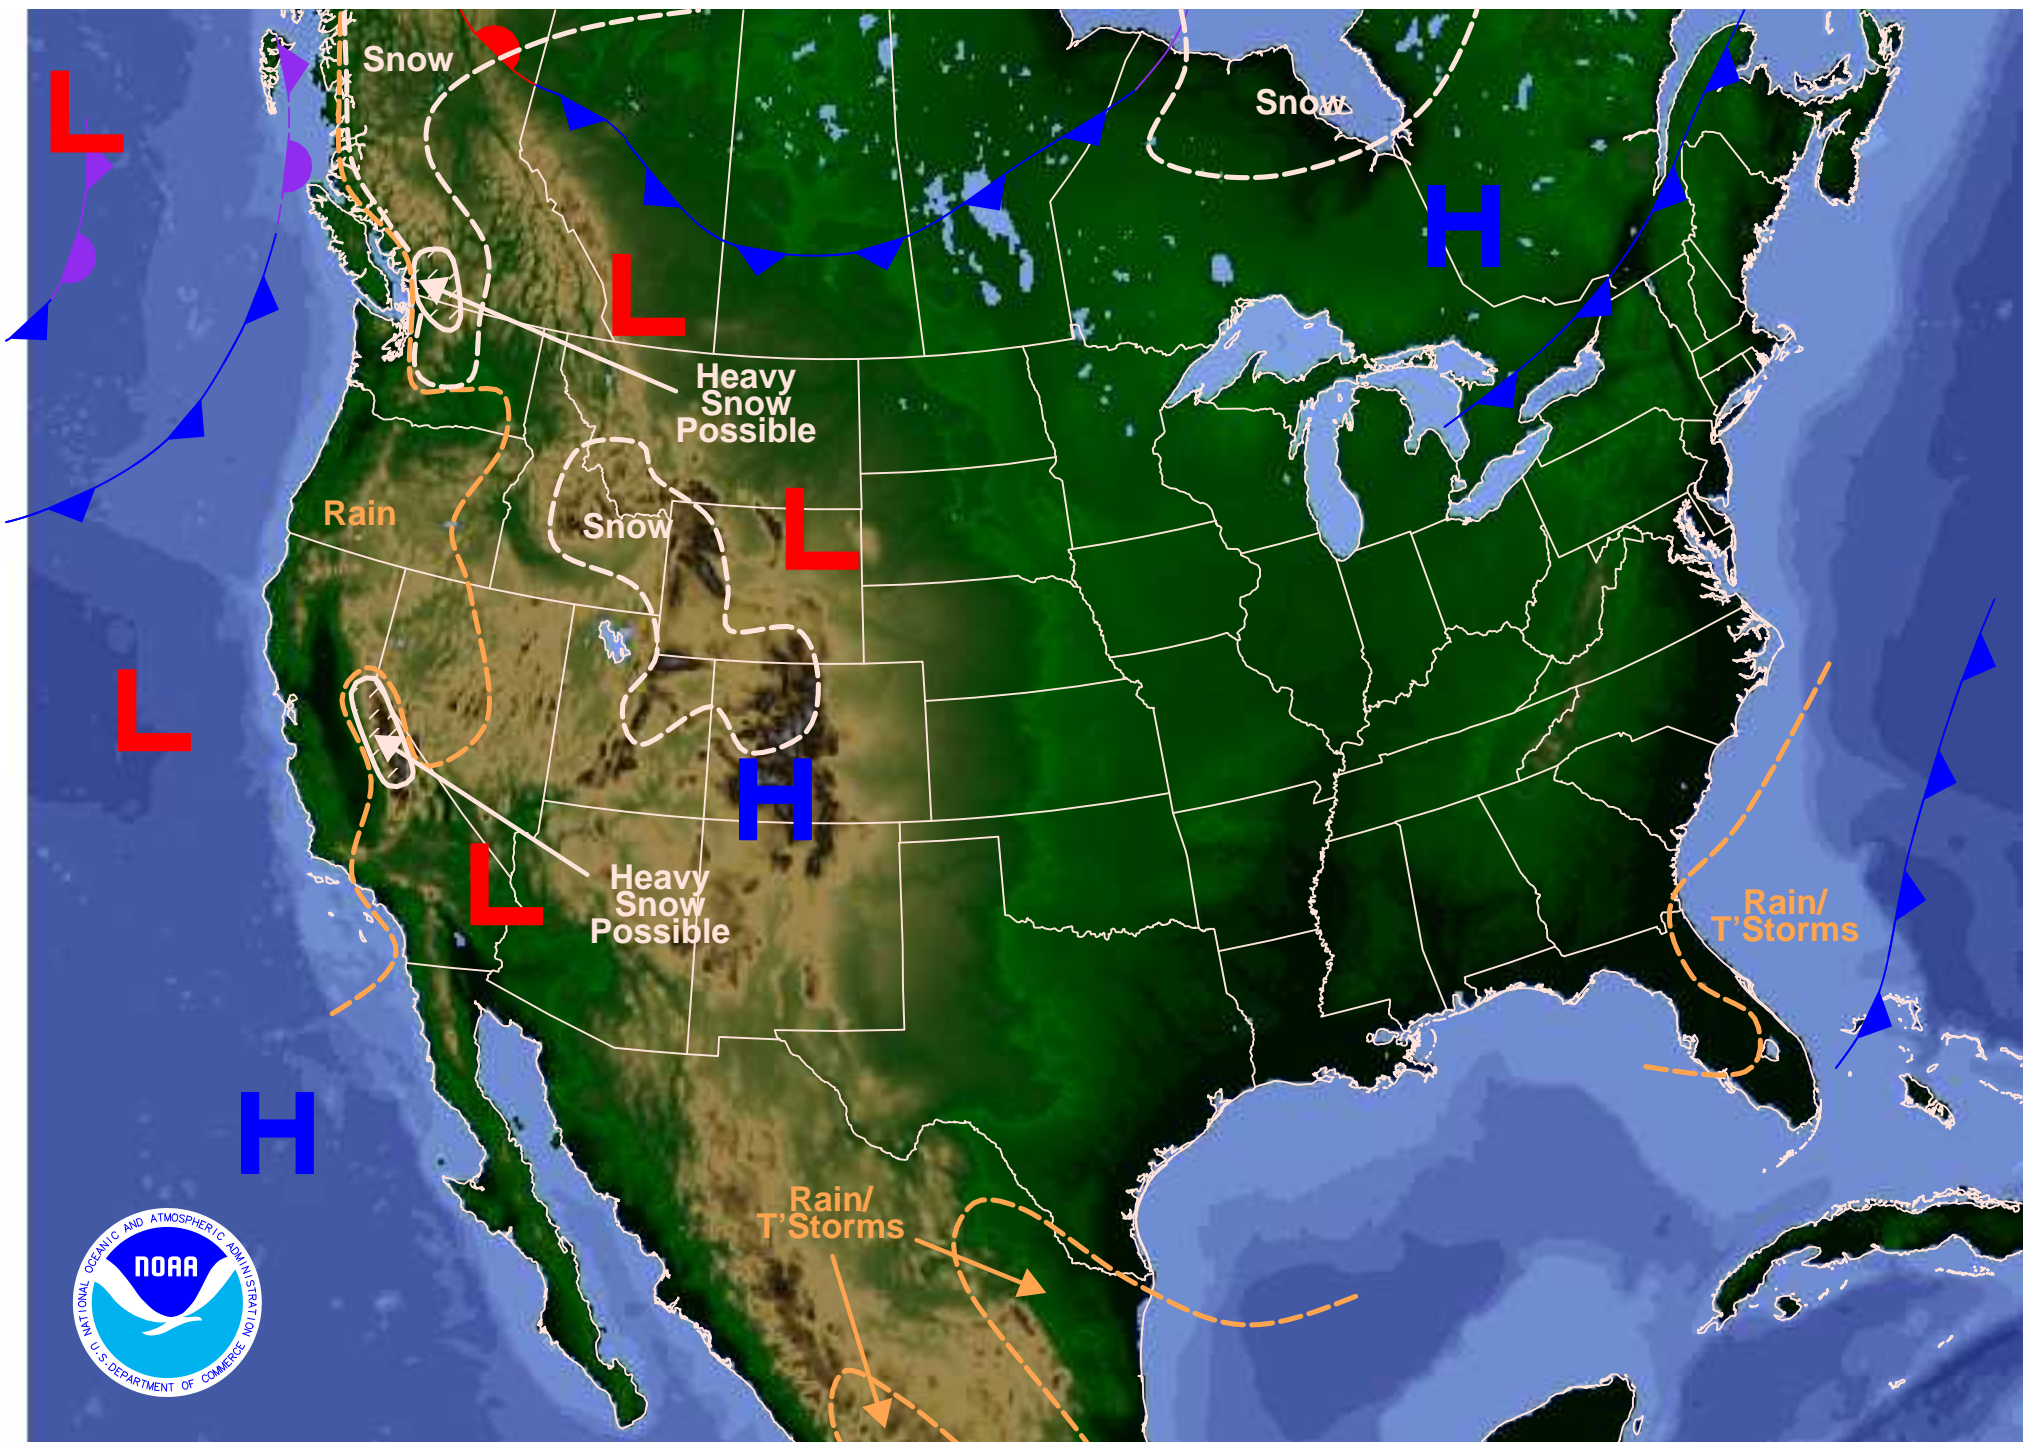 Snow
L
Snow
H
L
Heavy
Snow
Possible
L
Rain
Snow
L
H
L
Heavy
Snow
Possible
Rain/
T'Storms
H
Rain/
T'Storms
NOAA
NATIONAL OCEANIC AND ATMOSPHERIC ADMINISTRATION
U.S. DEPARTMENT OF COMMERCE